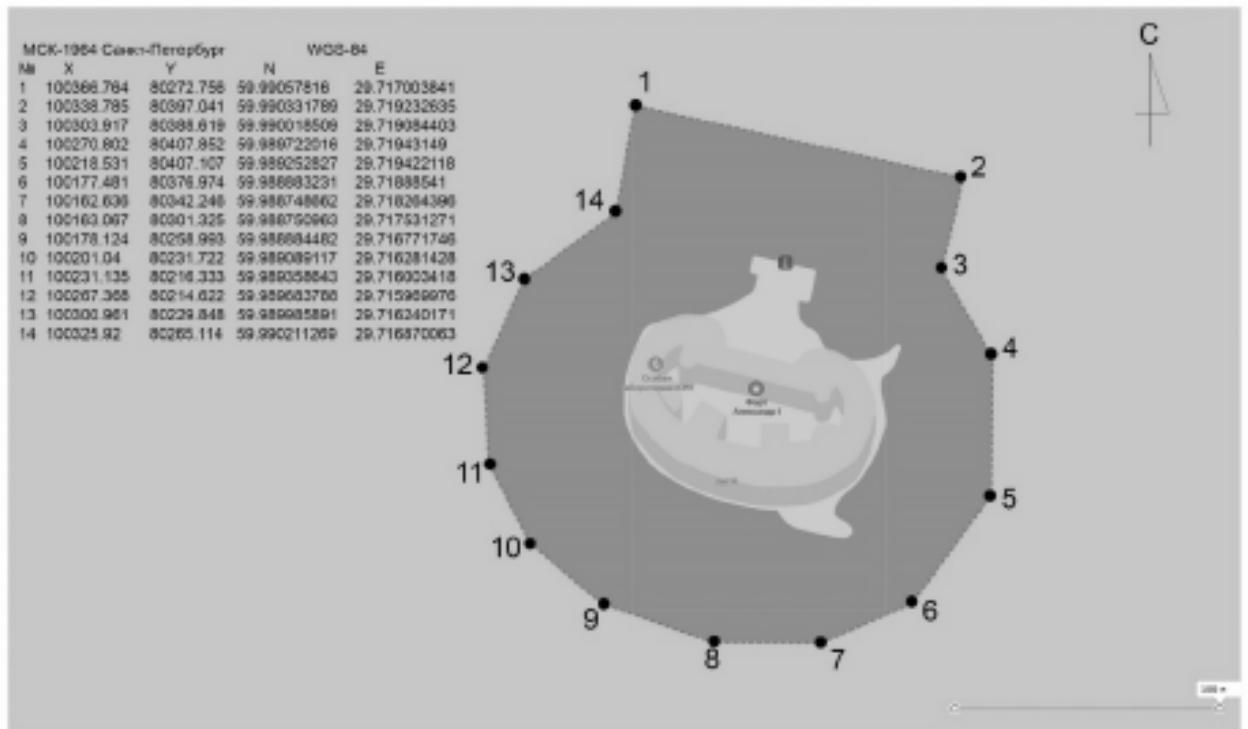 МСК-1964 Санкт-Петербург WGS-84
№ X Y N E
1 100366.764 80272.756 59.99057816 29.717003841
2 100338.785 80397.041 59.990331789 29.719232635
3 100303.917 80388.619 59.990018509 29.719084403
4 100270.802 80407.852 59.989722016 29.71943149
5 100218.531 80407.107 59.989252827 29.719422118
6 100177.481 80376.974 59.988883231 29.71888541
7 100162.636 80342.246 59.988748662 29.718264396
8 100163.067 80301.325 59.988750963 29.717531271
9 100178.124 80258.993 59.988884482 29.716771746
10 100201.04 80231.722 59.989089117 29.716281428
11 100231.135 80216.333 59.989358643 29.716003418
12 100267.368 80214.622 59.989683788 29.715969976
13 100300.961 80229.848 59.989985891 29.716240171
14 100325.92 80265.114 59.990211269 29.716870063
С
1
2
14
3
13
4
12
Форт
Александр I
11
5
10
9
6
8
7